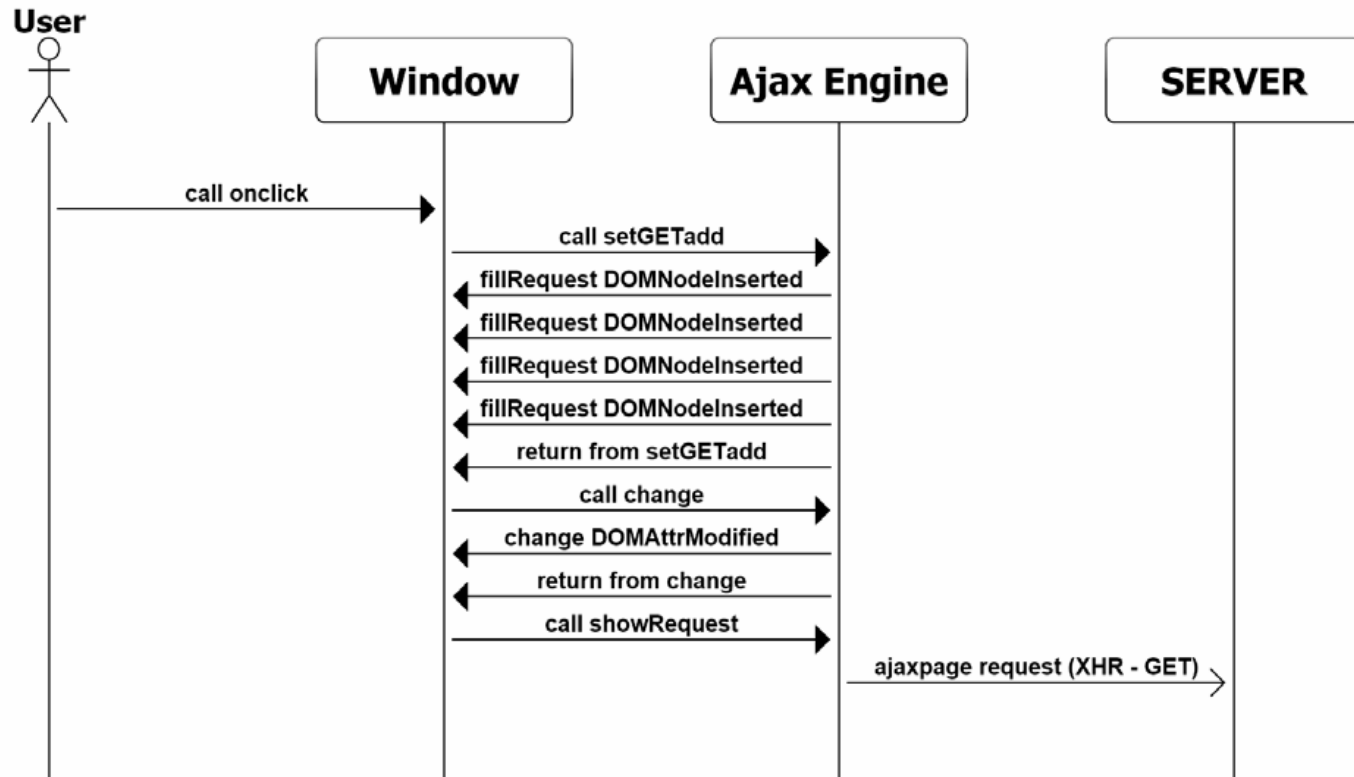 User
Window
Ajax Engine
SERVER
call onclick
call setGETadd
fillRequest DOMNodeInserted
fillRequest DOMNodeInserted
fillRequest DOMNodeInserted
fillRequest DOMNodeInserted
return from setGETadd
call change
change DOMAttrModified
return from change
call showRequest
ajaxpage request (XHR - GET)